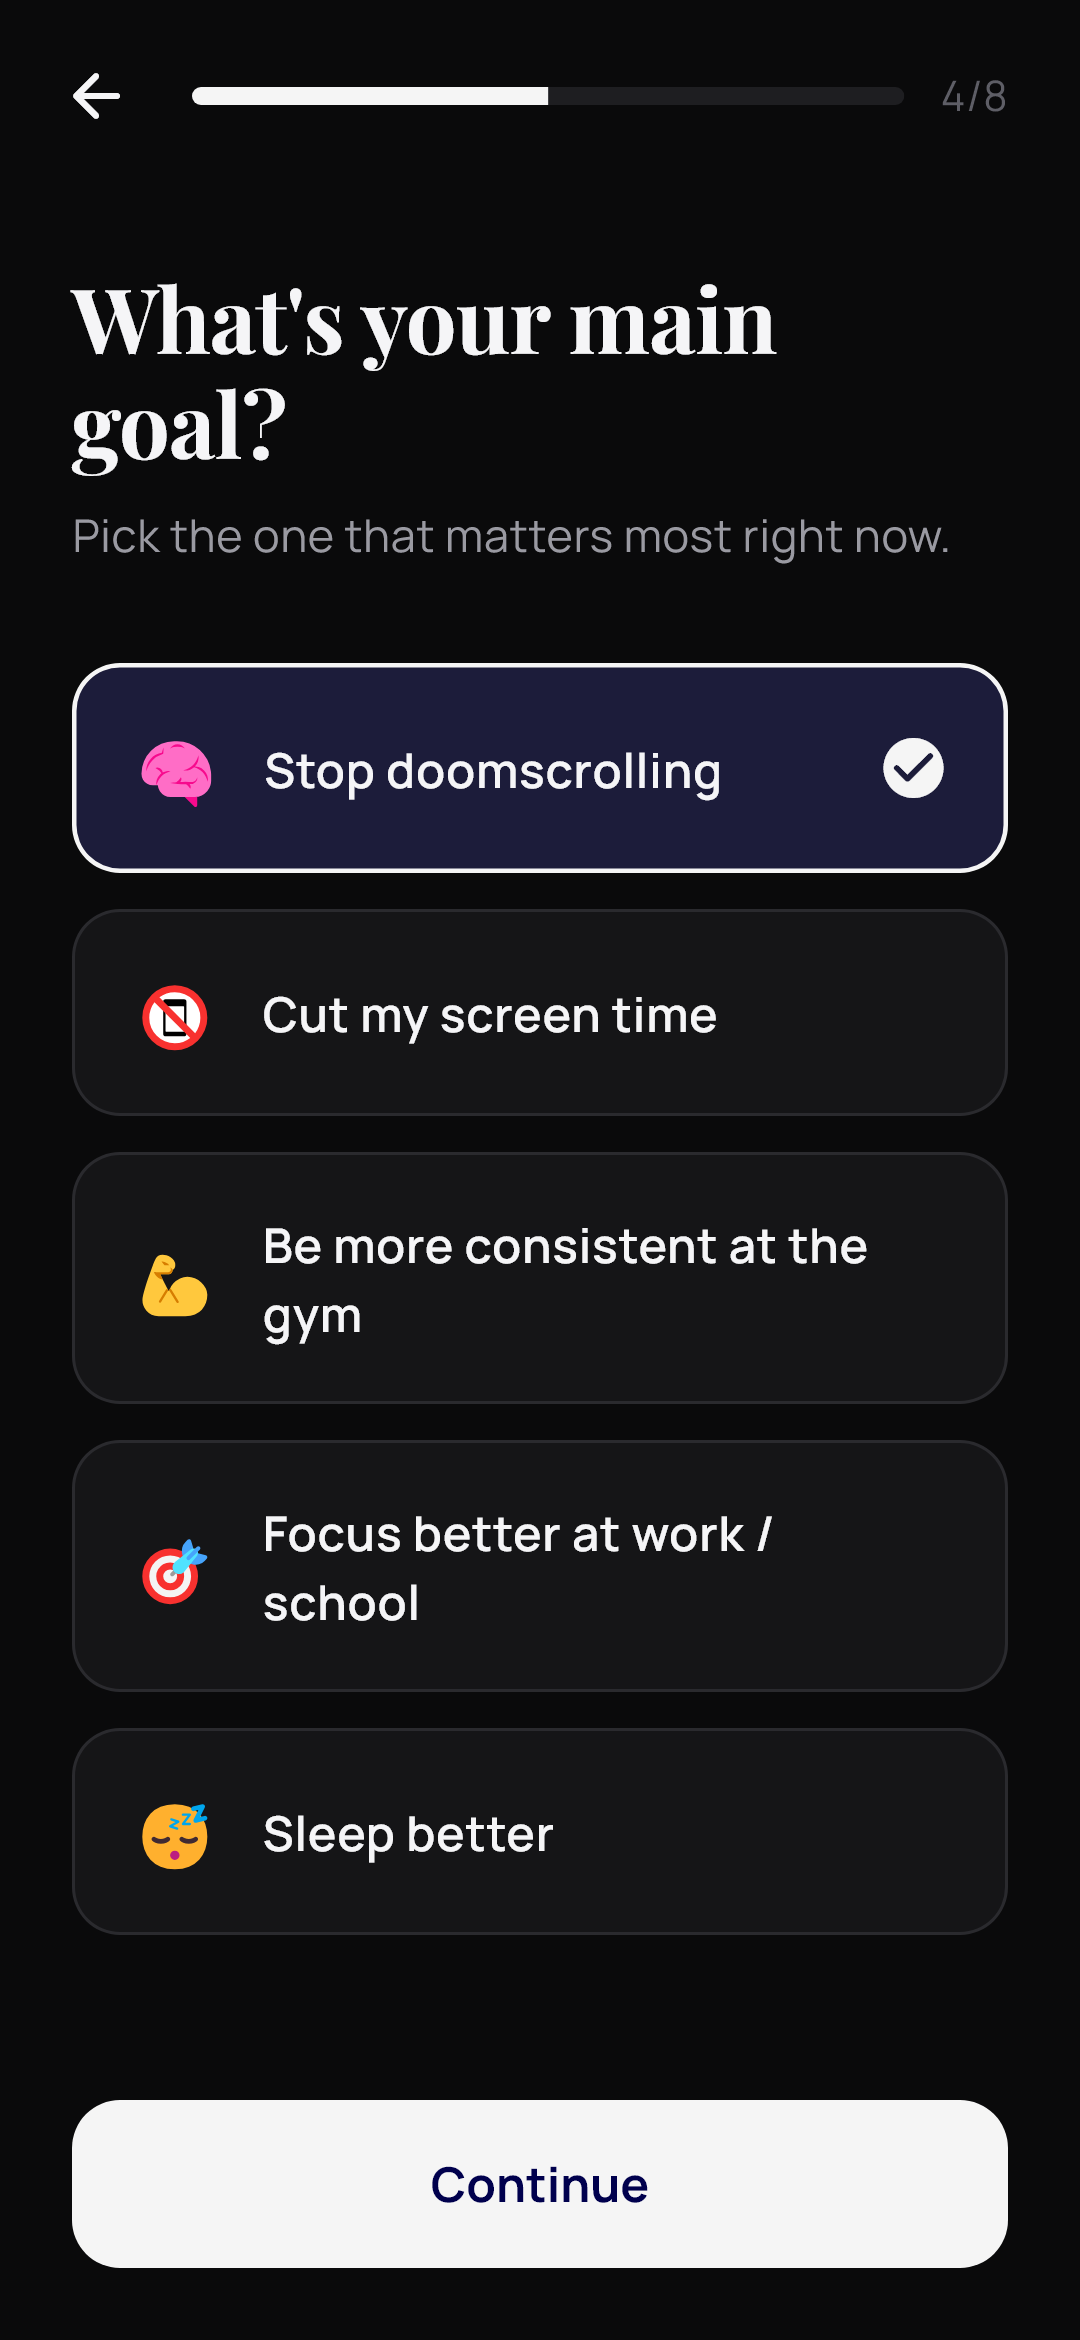 4/8
What's your main
goal?
Pick the one that matters most right now.
Stop doomscrolling
Cut my screen time
Be more consistent at the
gym
Focus better at work /
school
Sleep better
Continue